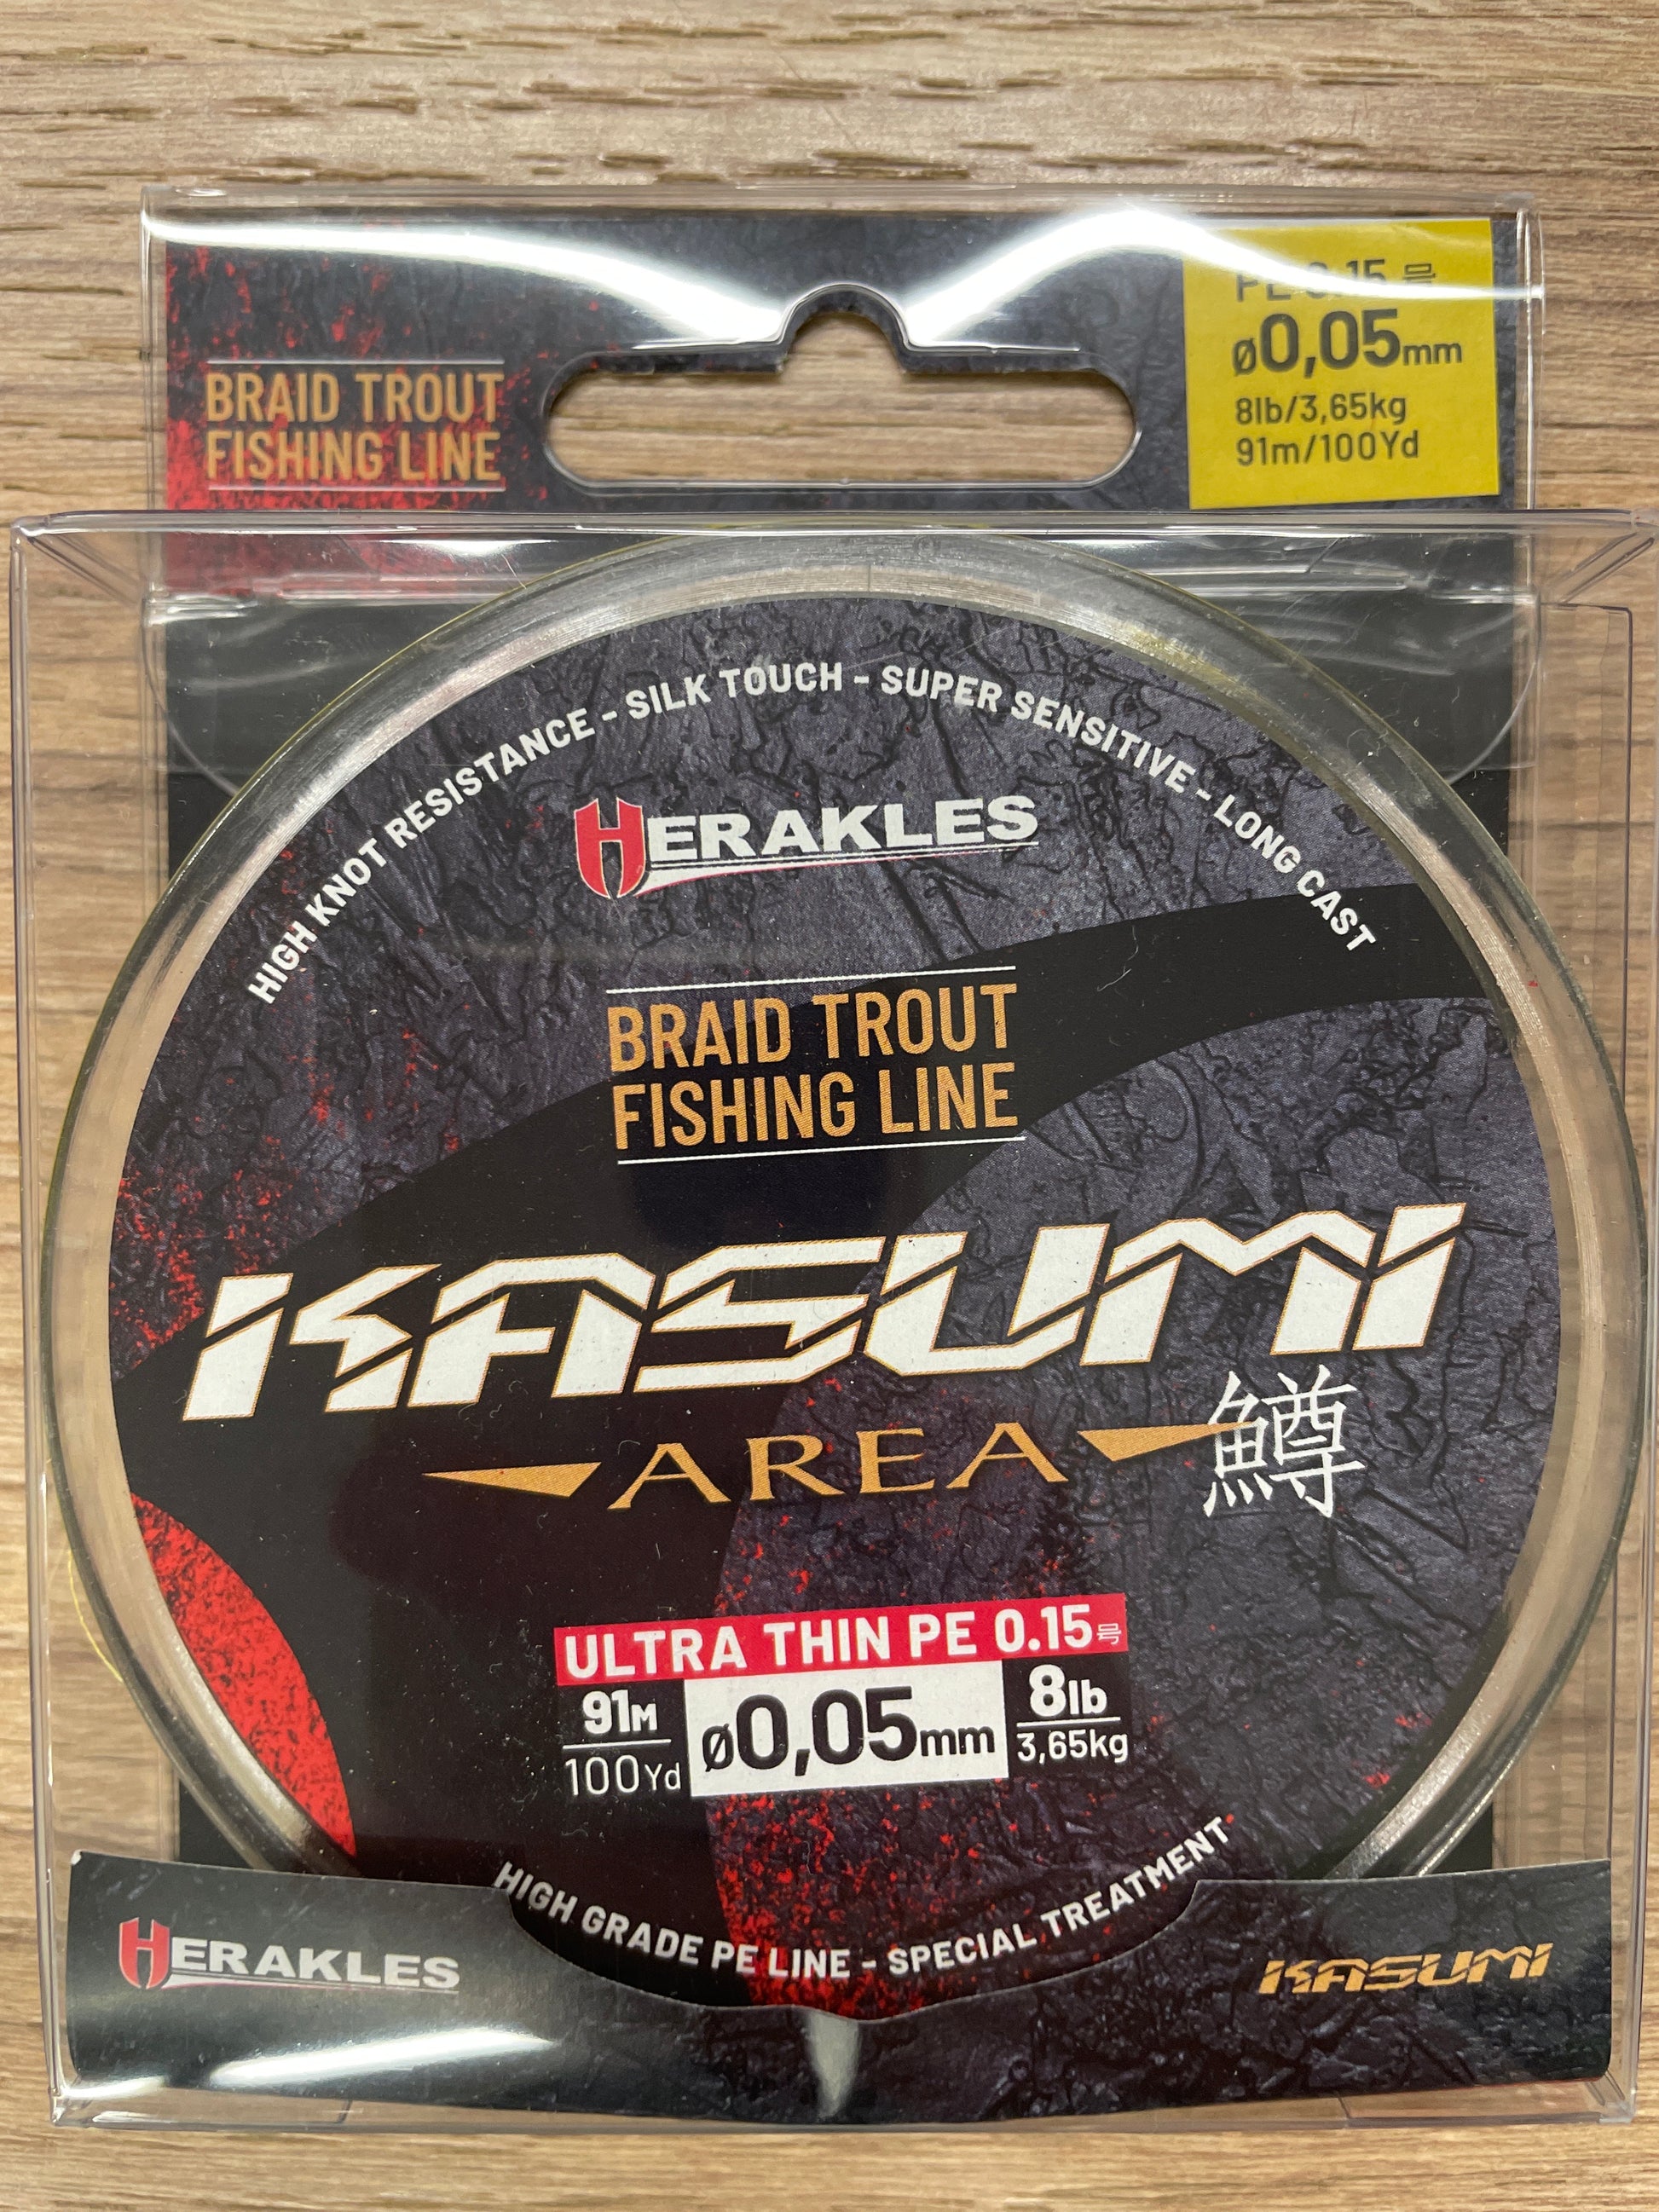 BRAID TROUT
FISHING LINE
PE 0.15 号
ø0,05mm
8lb/3,65kg
91m/100Yd
HIGH KNOT RESISTANCE - SILK TOUCH - SUPER SENSITIVE - LONG CAST
HERAKLES
BRAID TROUT
FISHING LINE
KASUMI
AREA 鱒
ULTRA THIN PE 0.15号
91M
100Yd
ø0,05mm
8lb
3,65kg
HIGH GRADE PE LINE - SPECIAL TREATMENT
HERAKLES
KASUMI